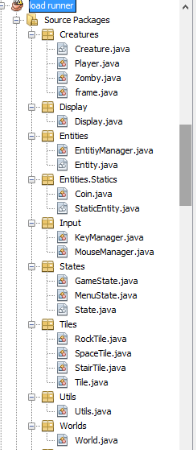 load runner
Source Packages
Creatures
Creature.java
Player.java
Zomby.java
frame.java
Display
Display.java
Entities
EntitiyManager.java
Entity.java
Entities.Statics
Coin.java
StaticEntity.java
Input
KeyManager.java
MouseManager.java
States
GameState.java
MenuState.java
State.java
Tiles
RockTile.java
SpaceTile.java
StairTile.java
Tile.java
Utils
Utils.java
Worlds
World.java